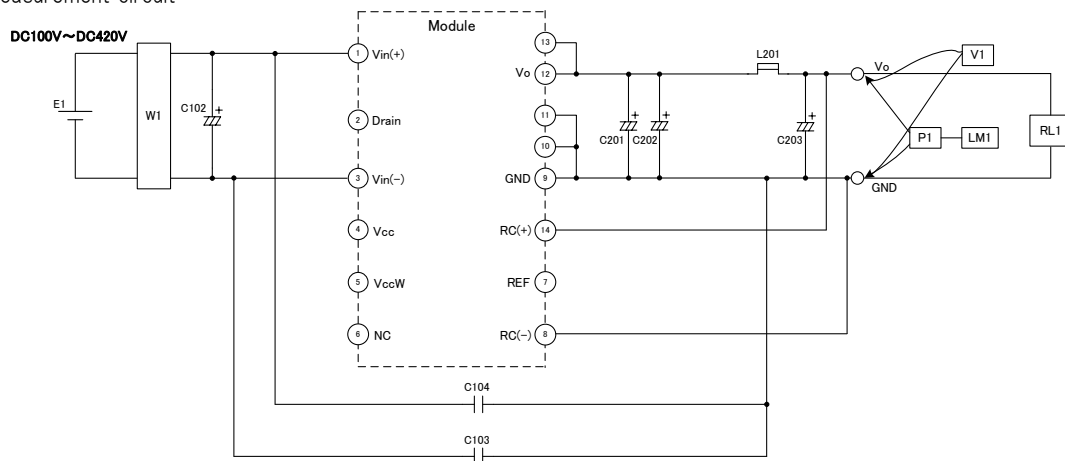 DC100V～DC420V
Module
E1
W1
C102
1 Vin(+)
2 Drain
3 Vin(-)
4 Vcc
5 VccW
6 NC
13
Vo 12
11
10
GND 9
RC(+) 14
REF 7
RC(-) 8
C201
C202
L201
C203
Vo
GND
V1
P1
LM1
RL1
C104
C103